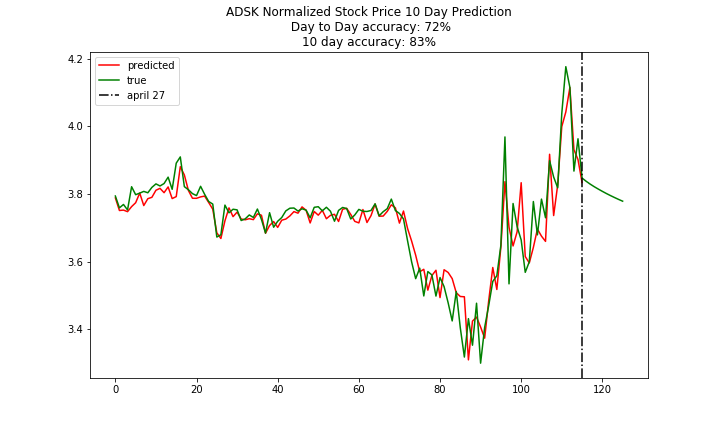 ADSK Normalized Stock Price 10 Day Prediction
Day to Day accuracy: 72%
10 day accuracy: 83%
predicted
true
april 27
4.2
4.0
3.8
3.6
3.4
0 20 40 60 80 100 120